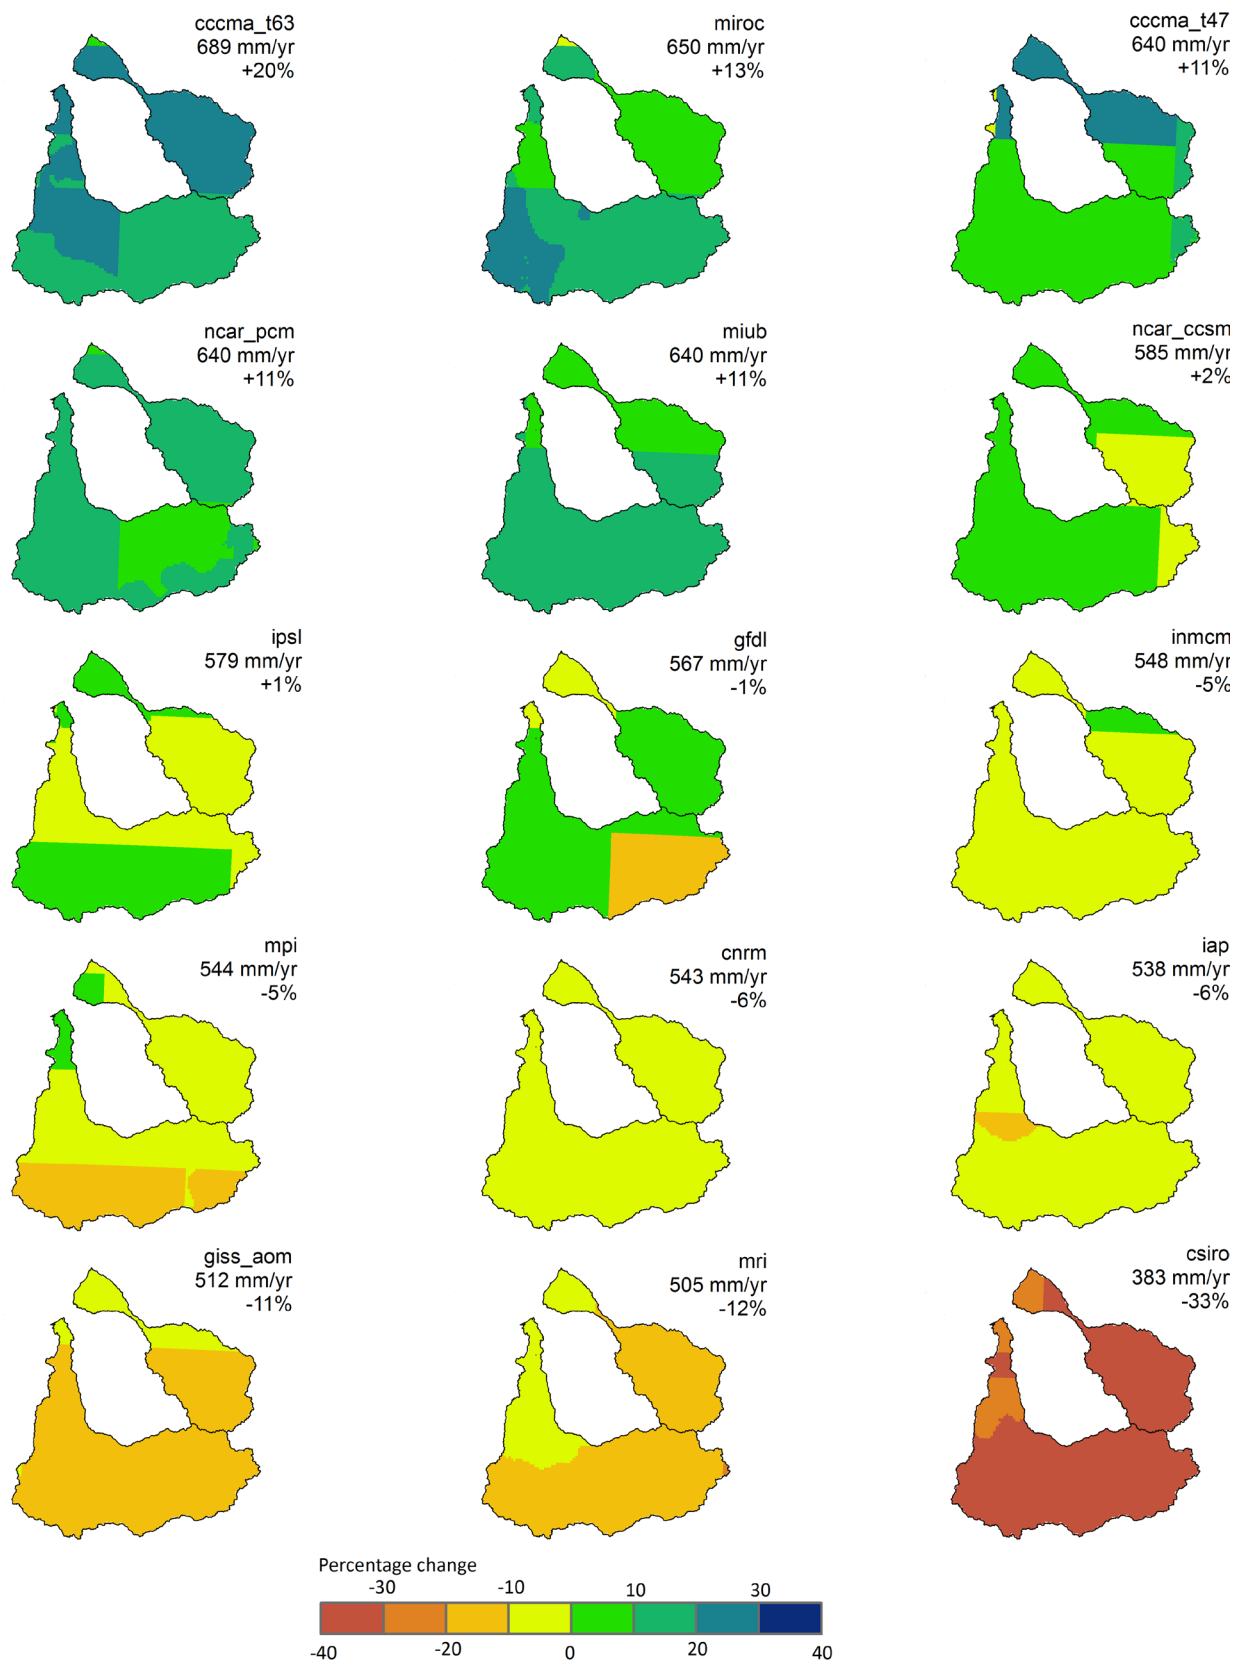 cccma_t63
689 mm/yr
+20%
miroc
650 mm/yr
+13%
cccma_t47
640 mm/yr
+11%
ncar_pcm
640 mm/yr
+11%
miub
640 mm/yr
+11%
ncar_ccsm
585 mm/yr
+2%
ipsl
579 mm/yr
+1%
gfdl
567 mm/yr
-1%
inmcm
548 mm/yr
-5%
mpi
544 mm/yr
-5%
cnrm
543 mm/yr
-6%
iap
538 mm/yr
-6%
giss_aom
512 mm/yr
-11%
mri
505 mm/yr
-12%
csiro
383 mm/yr
-33%
Percentage change
-30 -10 10 30
-40 -20 0 20 40